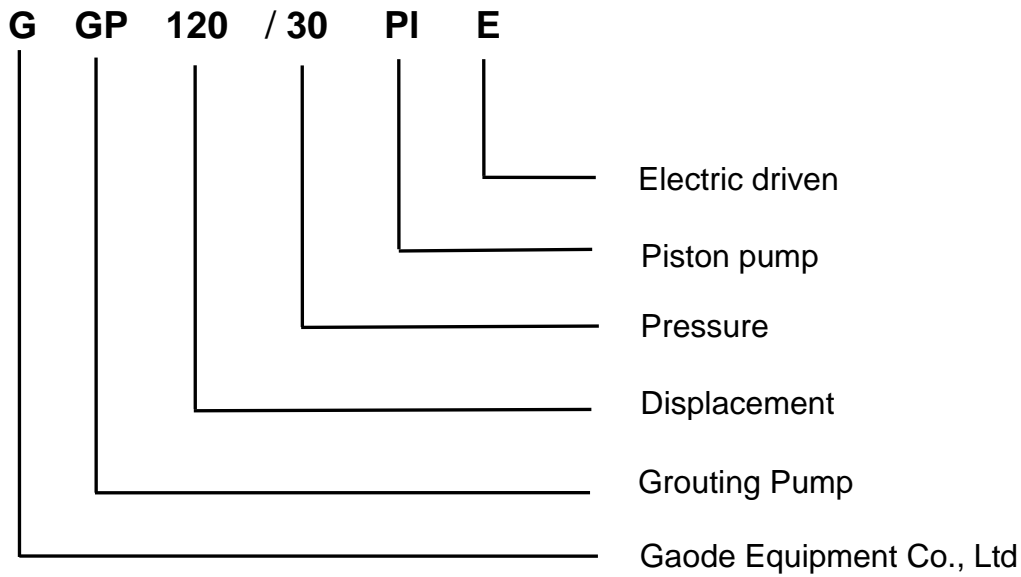 G GP 120 / 30 PI E
Electric driven
Piston pump
Pressure
Displacement
Grouting Pump
Gaode Equipment Co., Ltd